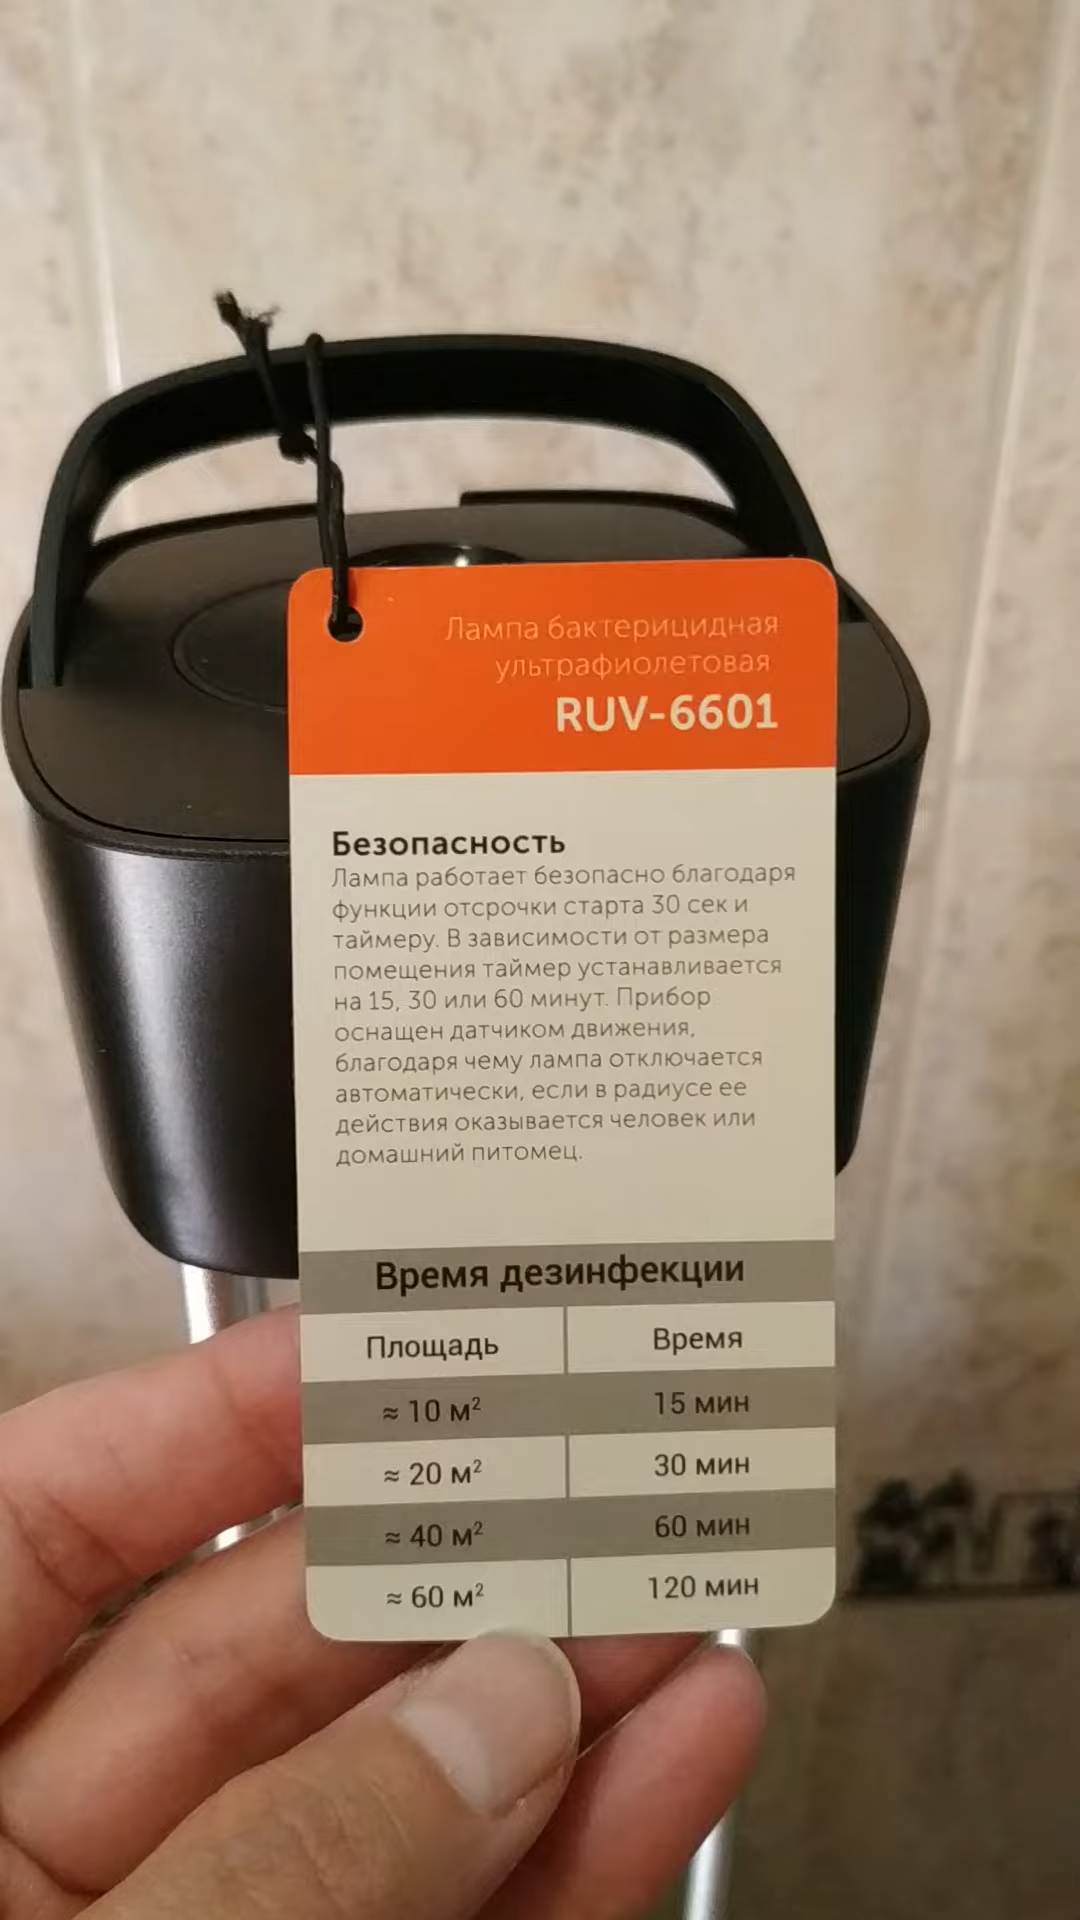 Лампа бактерицидная
ультрафиолетовая
RUV-6601
Безопасность
Лампа работает безопасно благодаря
функции отсрочки старта 30 сек и
таймеру. В зависимости от размера
помещения таймер устанавливается
на 15, 30 или 60 минут. Прибор
оснащен датчиком движения,
благодаря чему лампа отключается
автоматически, если в радиусе ее
действия оказывается человек или
домашний питомец.
Время дезинфекции
Площадь Время
≈ 10 м² 15 мин
≈ 20 м² 30 мин
≈ 40 м² 60 мин
≈ 60 м² 120 мин